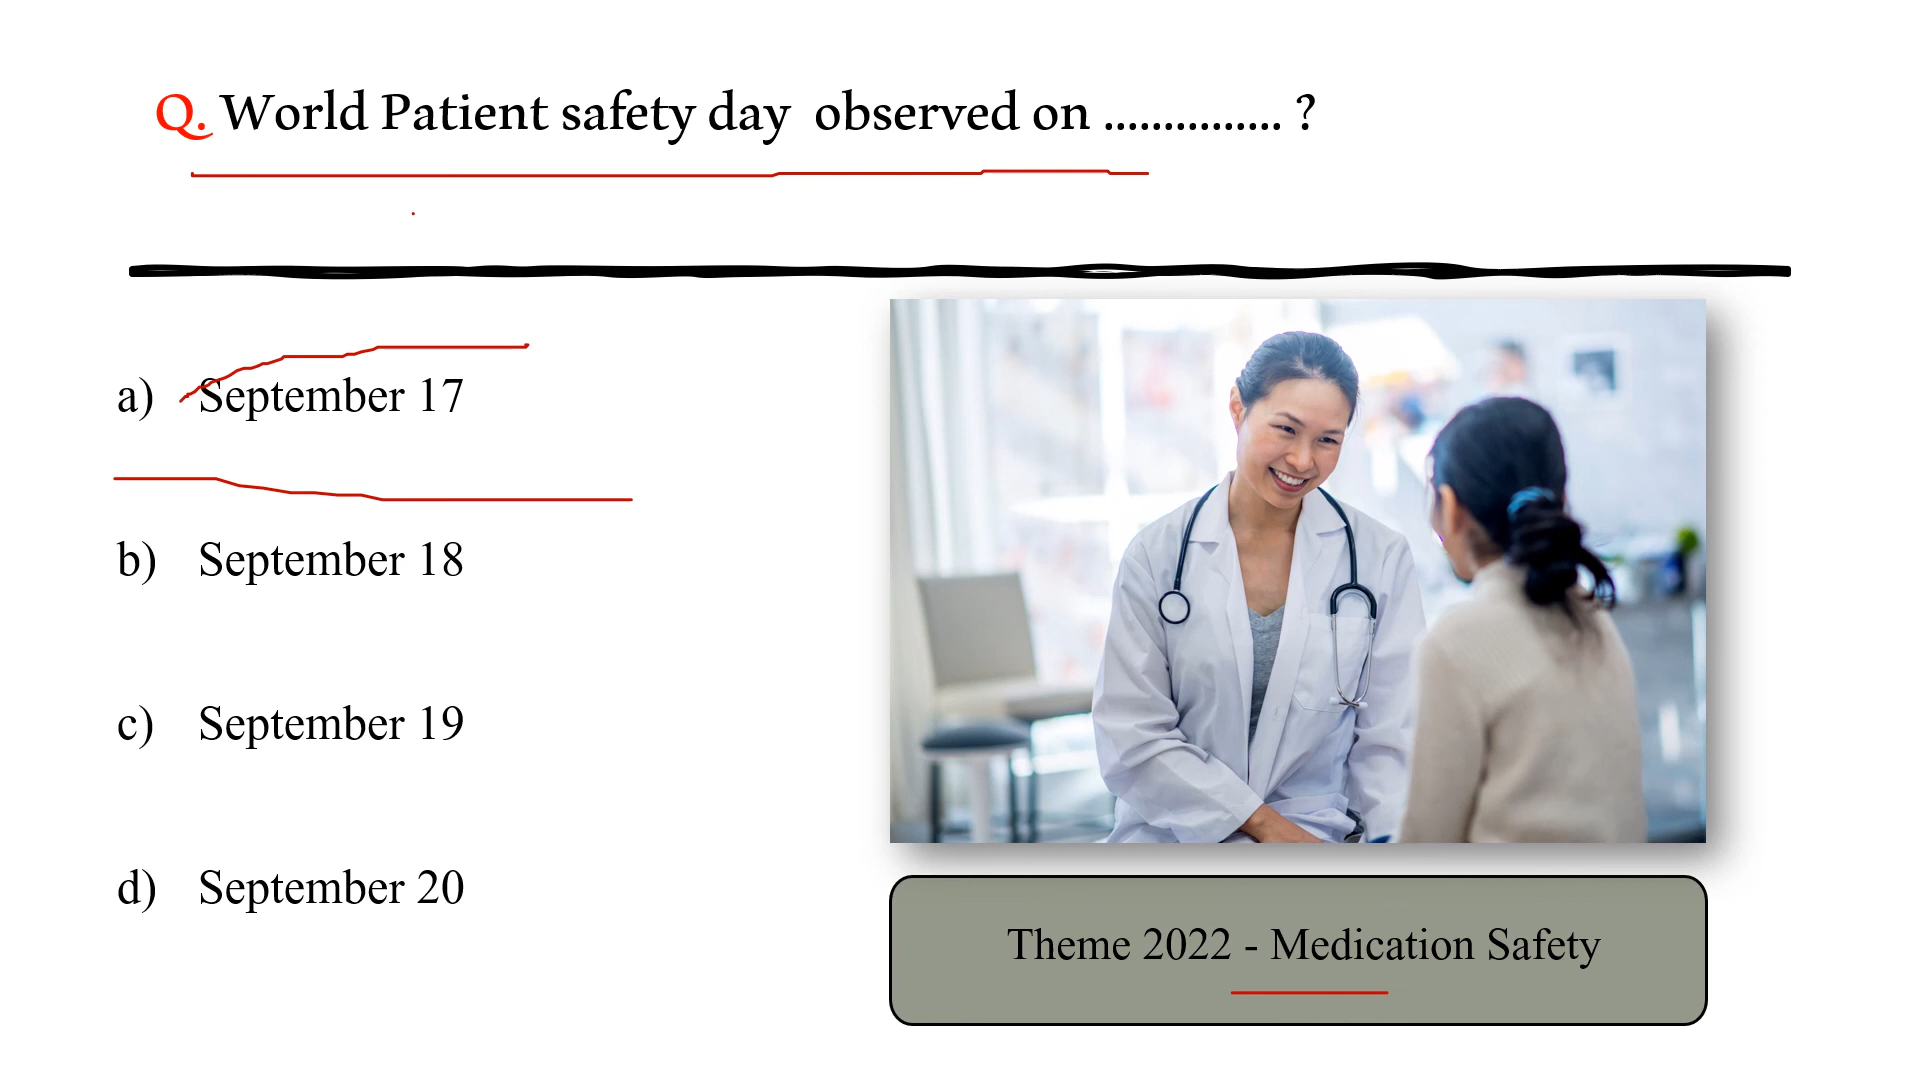 Q. World Patient safety day observed on ............... ?
a) September 17
b) September 18
c) September 19
d) September 20
Theme 2022 - Medication Safety